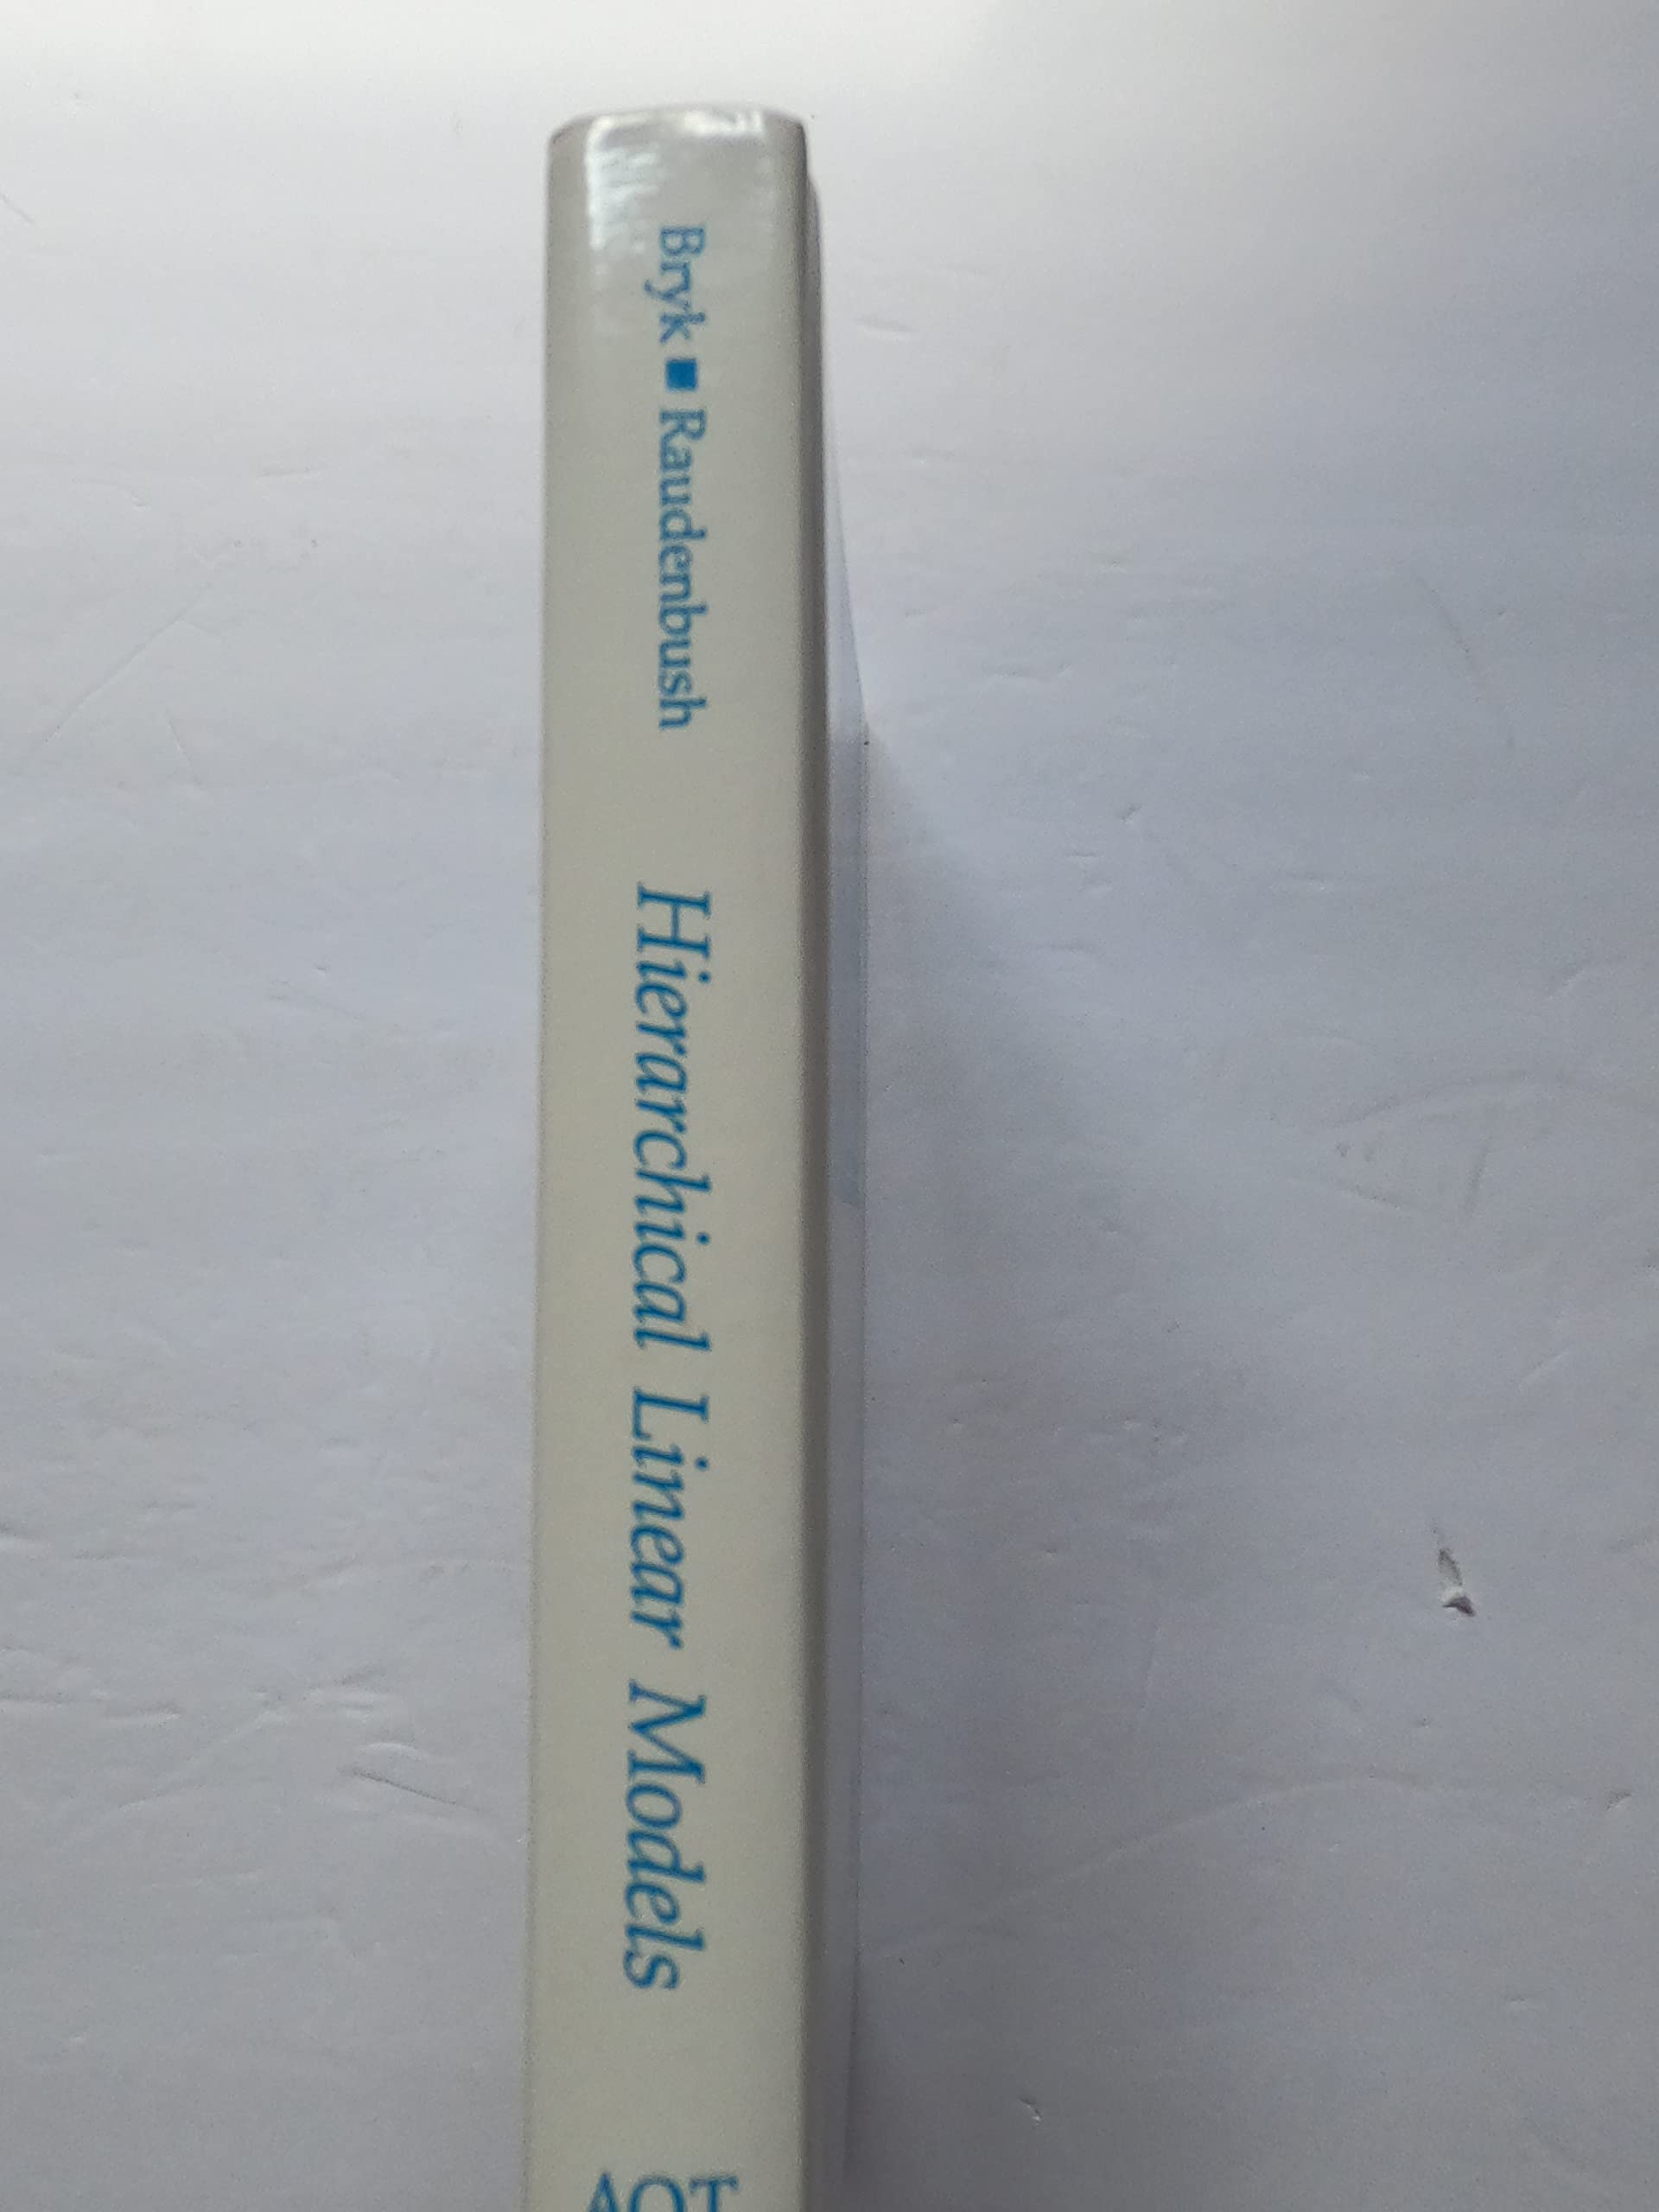 Bryk ■ Raudenbush Hierarchical Linear Models